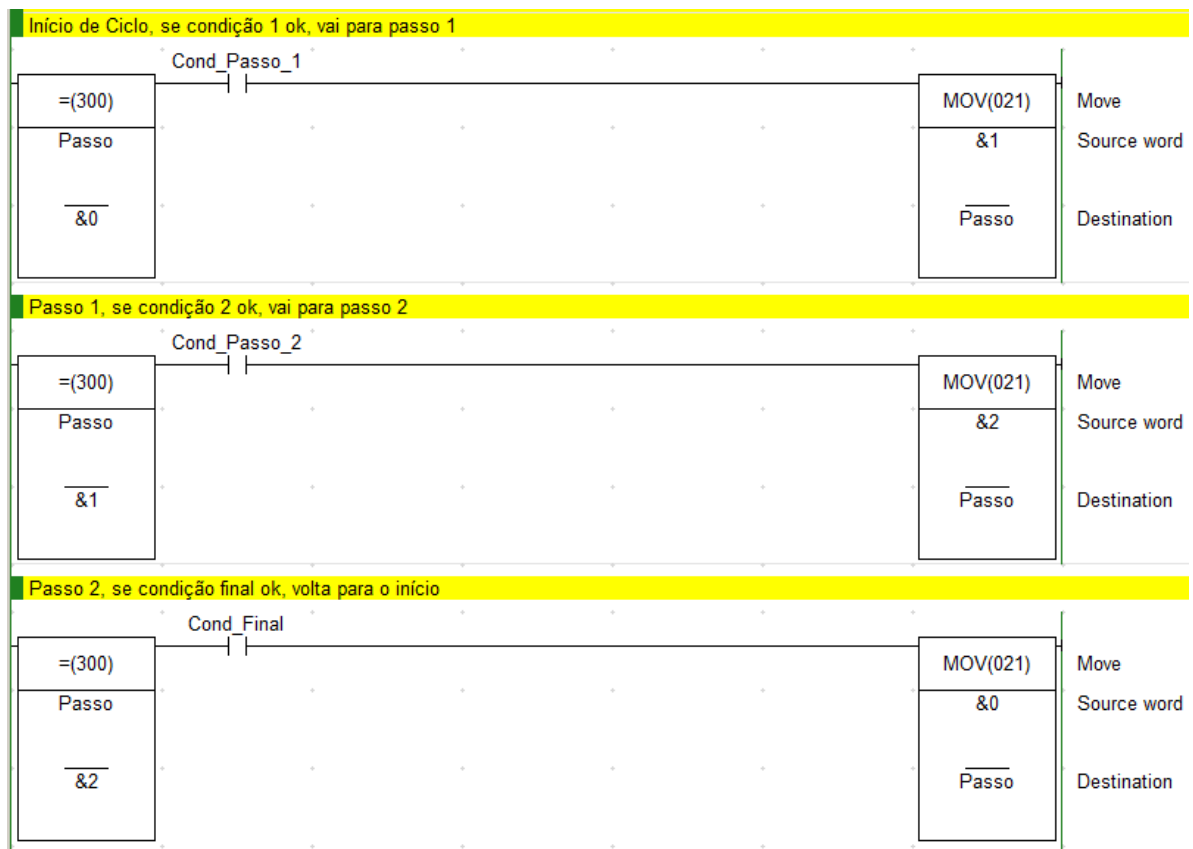 Início de Ciclo, se condição 1 ok, vai para passo 1
Cond_Passo_1
=(300) MOV(021) Move
Passo &1 Source word
&0 Passo Destination
Passo 1, se condição 2 ok, vai para passo 2
Cond_Passo_2
=(300) MOV(021) Move
Passo &2 Source word
&1 Passo Destination
Passo 2, se condição final ok, volta para o início
Cond_Final
=(300) MOV(021) Move
Passo &0 Source word
&2 Passo Destination